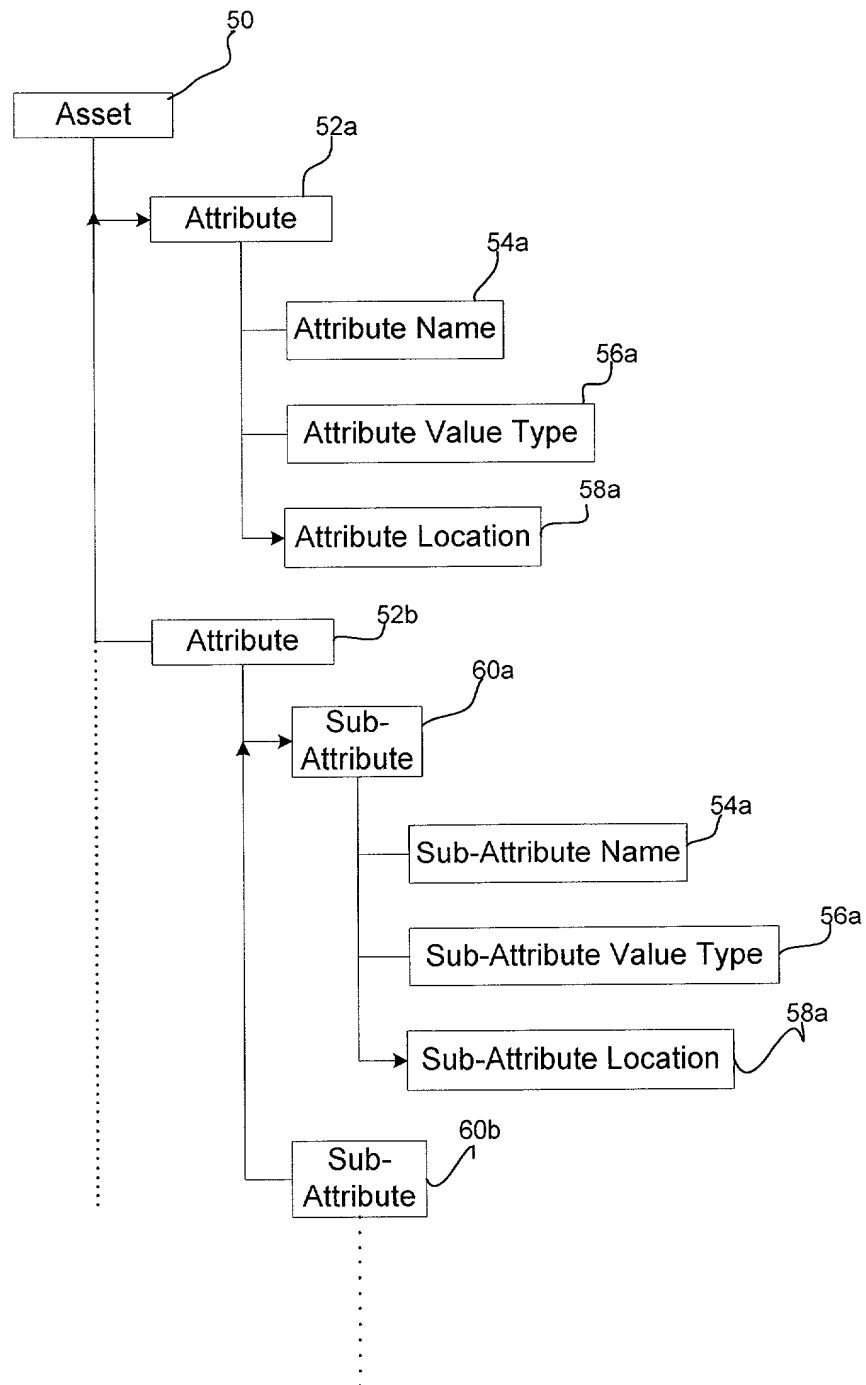 50
Asset
52a
Attribute
54a
Attribute Name
56a
Attribute Value Type
58a
Attribute Location
52b
Attribute
60a
Sub-
Attribute
54a
Sub-Attribute Name
56a
Sub-Attribute Value Type
58a
Sub-Attribute Location
60b
Sub-
Attribute